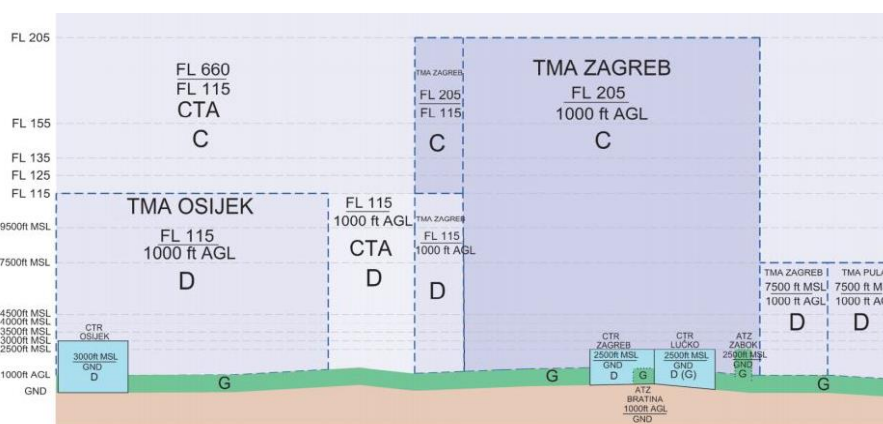 FL 205
FL 155
FL 135
FL 125
FL 115
9500ft MSL
7500ft MSL
4500ft MSL
4000ft MSL
3500ft MSL
3000ft MSL
2500ft MSL
1000ft AGL
GND
FL 660
FL 115
CTA
C
TMA OSIJEK
FL 115
1000 ft AGL
D
CTR
OSIJEK
3000ft MSL
GND
D
G
FL 115
1000 ft AGL
CTA
D
TMA ZAGREB
FL 205
FL 115
C
TMA ZAGREB
FL 115
1000 ft AGL
D
TMA ZAGREB
FL 205
1000 ft AGL
C
G
CTR
ZAGREB
2500ft MSL
GND
D
G
ATZ
BRATINA
1000ft AGL
GND
CTR
LUČKO
2500ft MSL
GND
D (G)
ATZ
ZABOK
2500ft MSL
GND
G
TMA ZAGREB
7500 ft MSL
1000 ft AGL
D
G
TMA PULA
7500 ft M
1000 ft AG
D